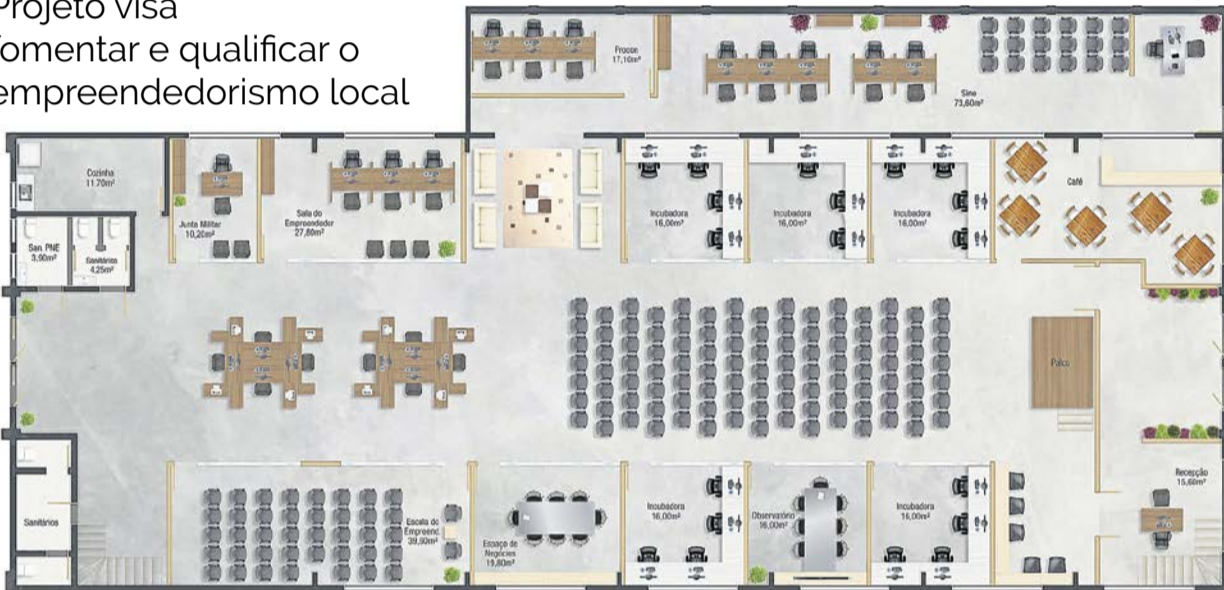 Projeto visa
fomentar e qualificar o
empreendedorismo local
Procon
17,10m²
Sine
73,60m²
Cozinha
11.70m²
Junta Militar
10,20m²
Sala do
Empreendedor
27,80m²
Incubadora
16,00m²
Incubadora
16,00m²
Incubadora
16,00m²
Café
San. PNE
3,90m²
Sanitários
4,25m²
Palco
Recepção
15,60m²
Sanitários
Escola do
Empreend.
39,90m²
Espaço de
Negócios
19,80m²
Incubadora
16,00m²
Observatório
16,00m²
Incubadora
16,00m²